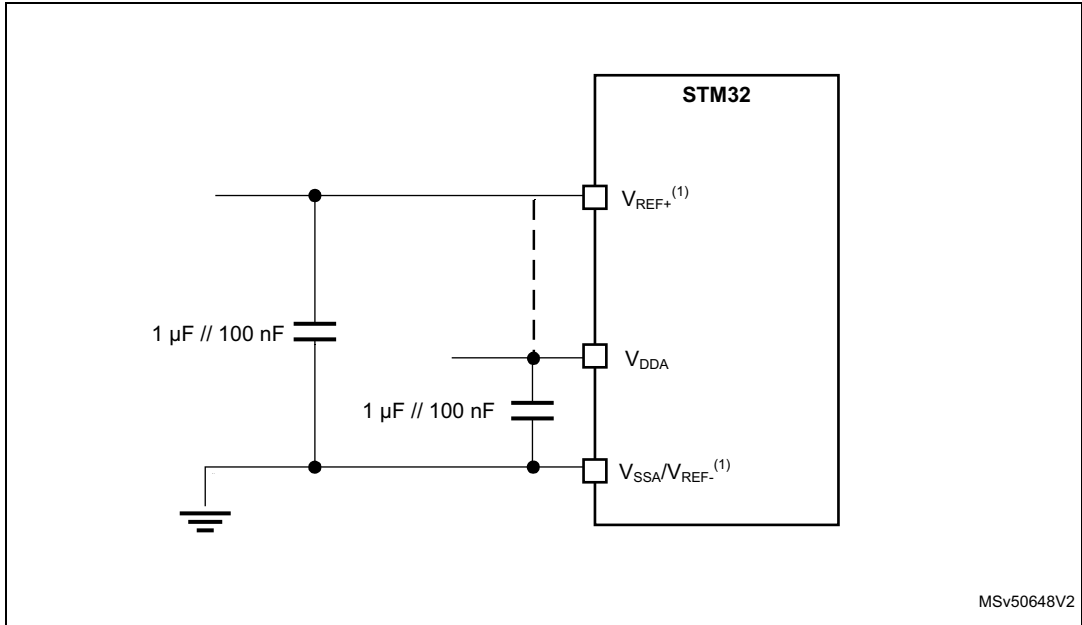 STM32
VREF+(1)
1 µF // 100 nF
VDDA
1 µF // 100 nF
VSSA/VREF-(1)
MSv50648V2